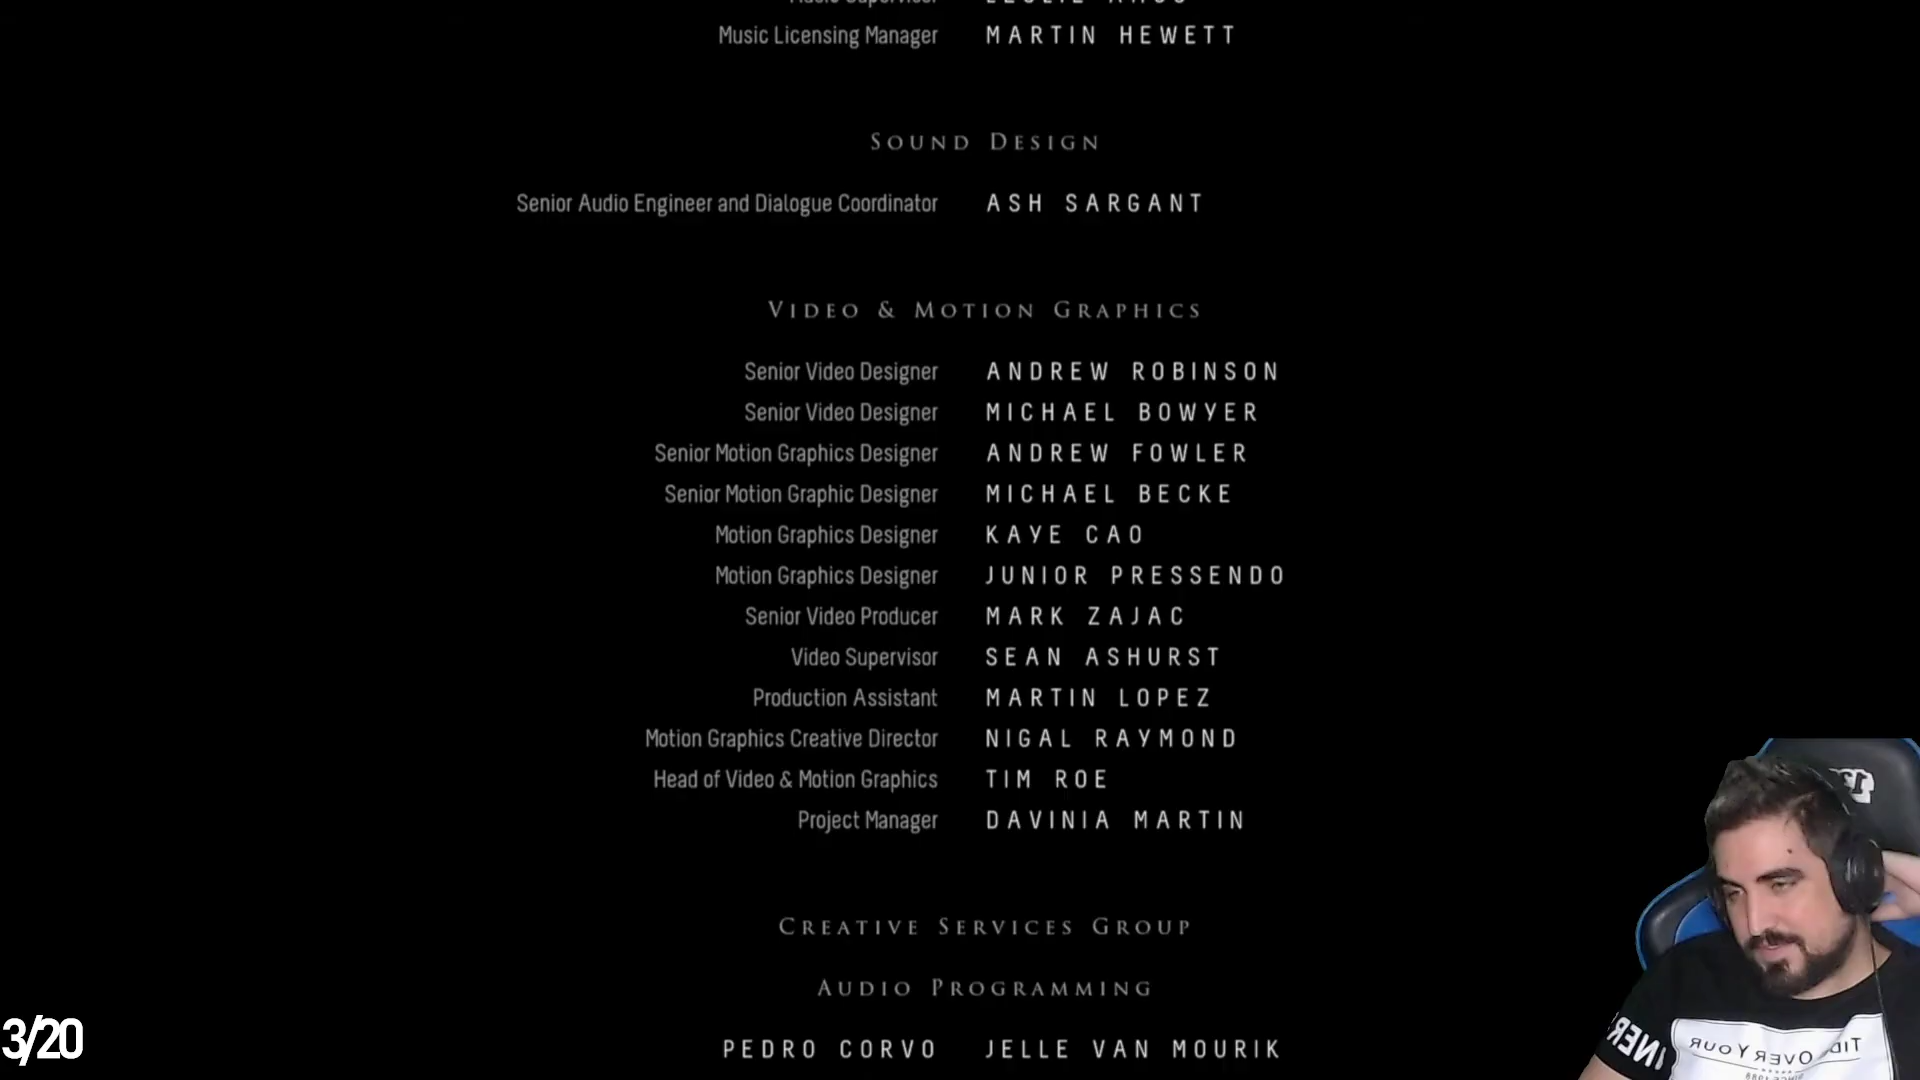 Music Licensing Manager MARTIN HEWETT
SOUND DESIGN
Senior Audio Engineer and Dialogue Coordinator ASH SARGANT
VIDEO & MOTION GRAPHICS
Senior Video Designer ANDREW ROBINSON
Senior Video Designer MICHAEL BOWYER
Senior Motion Graphics Designer ANDREW FOWLER
Senior Motion Graphic Designer MICHAEL BECKE
Motion Graphics Designer KAYE CAO
Motion Graphics Designer JUNIOR PRESSENDO
Senior Video Producer MARK ZAJAC
Video Supervisor SEAN ASHURST
Production Assistant MARTIN LOPEZ
Motion Graphics Creative Director NIGAL RAYMOND
Head of Video & Motion Graphics TIM ROE
Project Manager DAVINIA MARTIN
CREATIVE SERVICES GROUP
AUDIO PROGRAMMING
PEDRO CORVO JELLE VAN MOURIK
3/20
OVER YOUR